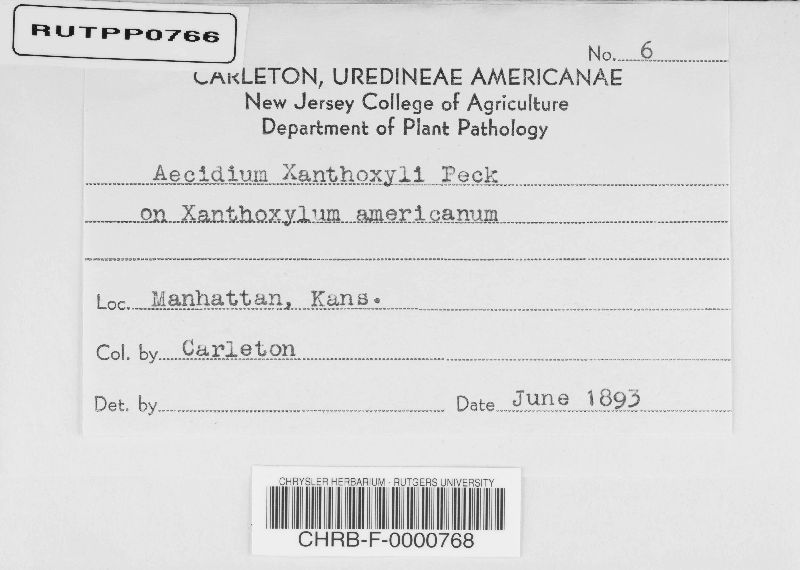 RUTPP0766
No. 6
CARLETON, UREDINEAE AMERICANAE
New Jersey College of Agriculture
Department of Plant Pathology
Aecidium Xanthoxyli Peck
on Xanthoxylum americanum
Loc. Manhattan, Kans.
Col. by Carleton
Det. by
Date June 1893
CHRYSLER HERBARIUM - RUTGERS UNIVERSITY
CHRB-F-0000768